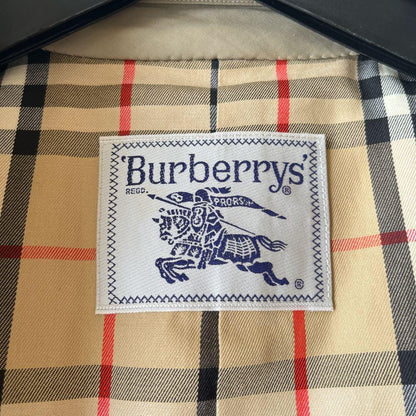 'Burberrys'
REGD. ®
PRORSUM
®